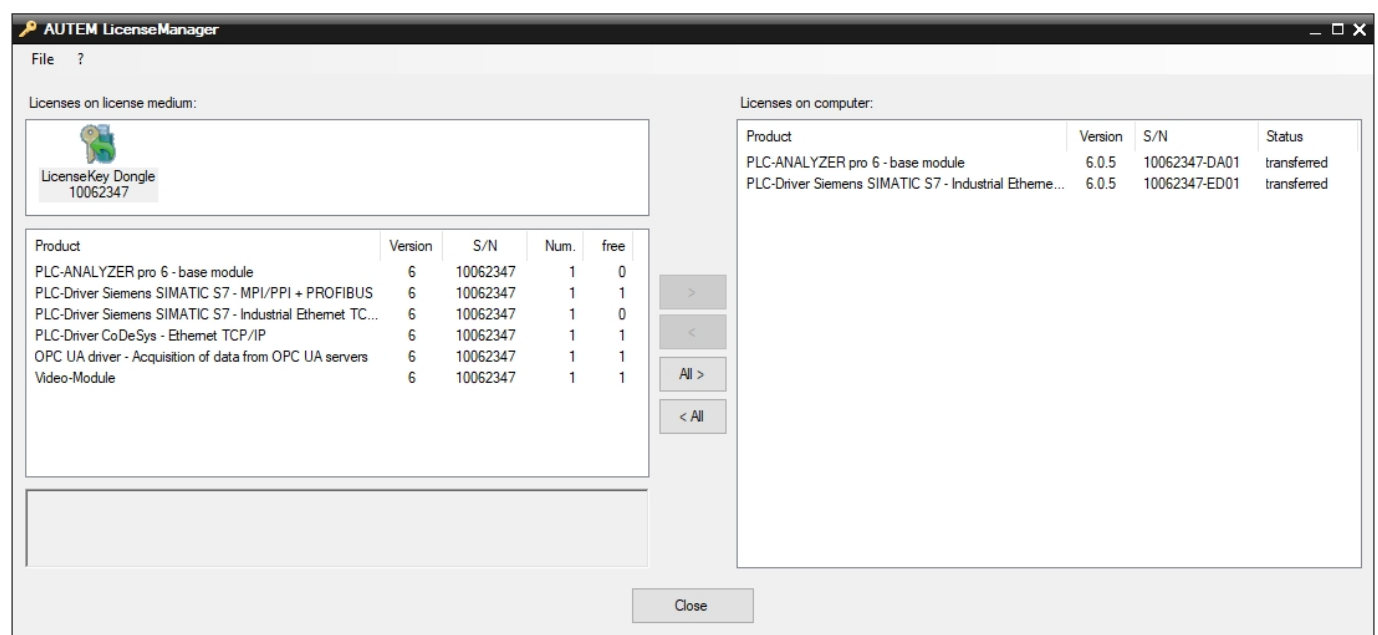 AUTEM LicenseManager
File ?
Licenses on license medium:
LicenseKey Dongle
10062347
Product Version S/N Num. free
PLC-ANALYZER pro 6 - base module 6 10062347 1 0
PLC-Driver Siemens SIMATIC S7 - MPI/PPI + PROFIBUS 6 10062347 1 1
PLC-Driver Siemens SIMATIC S7 - Industrial Ethernet TC... 6 10062347 1 0
PLC-Driver CoDeSys - Ethernet TCP/IP 6 10062347 1 1
OPC UA driver - Acquisition of data from OPC UA servers 6 10062347 1 1
Video-Module 6 10062347 1 1
>
<
All >
< All
Licenses on computer:
Product Version S/N Status
PLC-ANALYZER pro 6 - base module 6.0.5 10062347-DA01 transferred
PLC-Driver Siemens SIMATIC S7 - Industrial Etherne... 6.0.5 10062347-ED01 transferred
Close